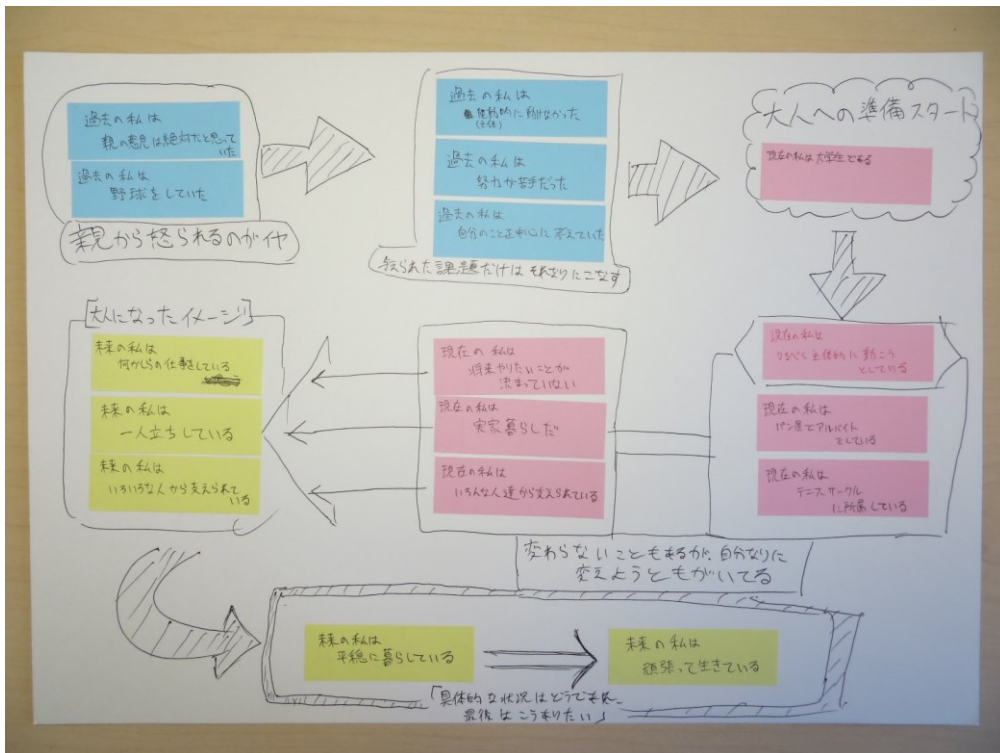 過去の私は
親の意見は絶対だと思って
いた
過去の私は
野球をしていた
親から怒られるのがイヤ
過去の私は
能動的に動けなかった
(主体)
過去の私は
努力が苦手だった
過去の私は
自分のことを中心に考えていた
与えられた課題だけはそれなりにこなす
大人への準備スタート
現在の私は大学生である
現在の私は
なるべく主体的に動こう
としている
現在の私は
パン屋でアルバイト
をしている
現在の私は
テニスサークル
に所属している
現在の私は
将来やりたいことが
決まっていない
現在の私は
実家暮らしだ
現在の私は
いろんな人達から支えられている
変わらないこともあるが、自分なりに
変えようともがいてる
[大人になったイメージ]
未来の私は
何かしらの仕事をしている
未来の私は
一人立ちしている
未来の私は
いろいろな人から支えられて
いる
未来の私は
平穏に暮らしている
未来の私は
頑張って生きている
「具体的な状況はどうであれ、
最後はこうありたい」